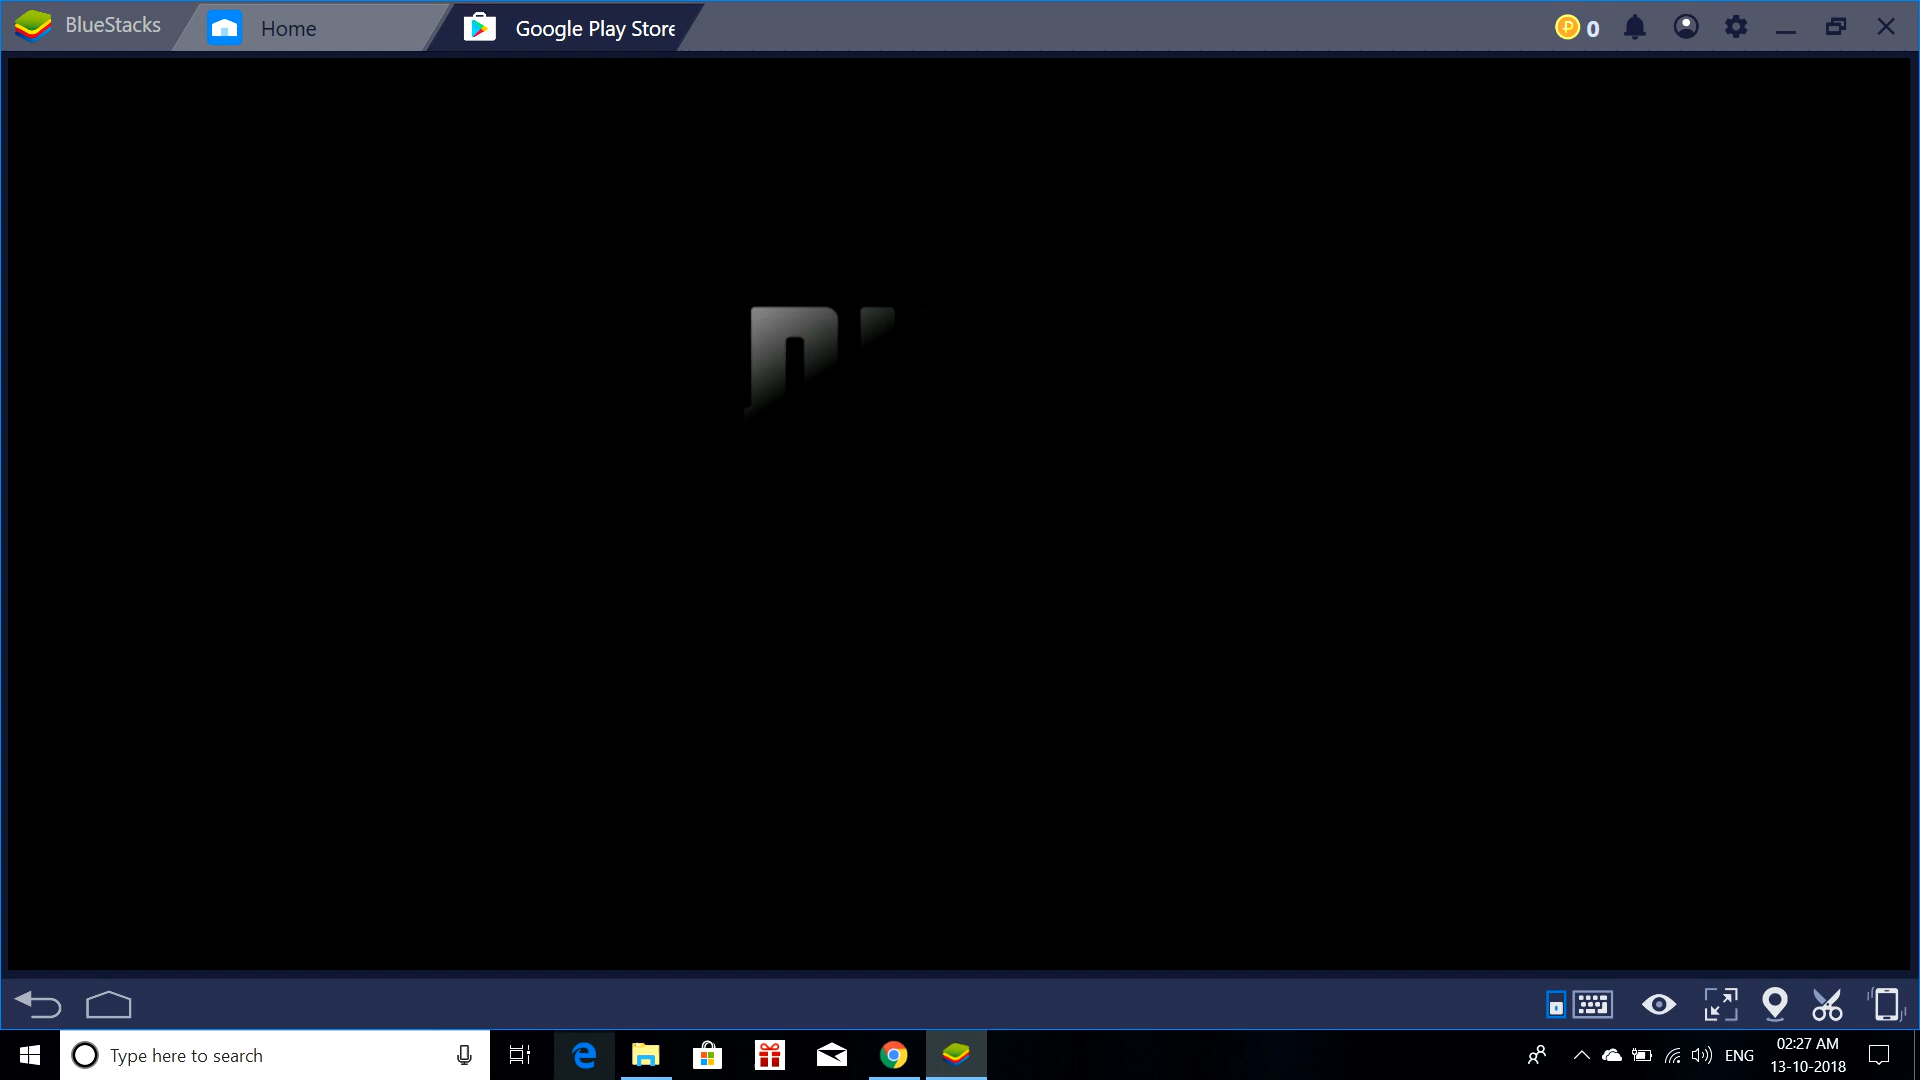 BlueStacks
Home
Google Play Store
0
Type here to search
ENG
02:27 AM
13-10-2018